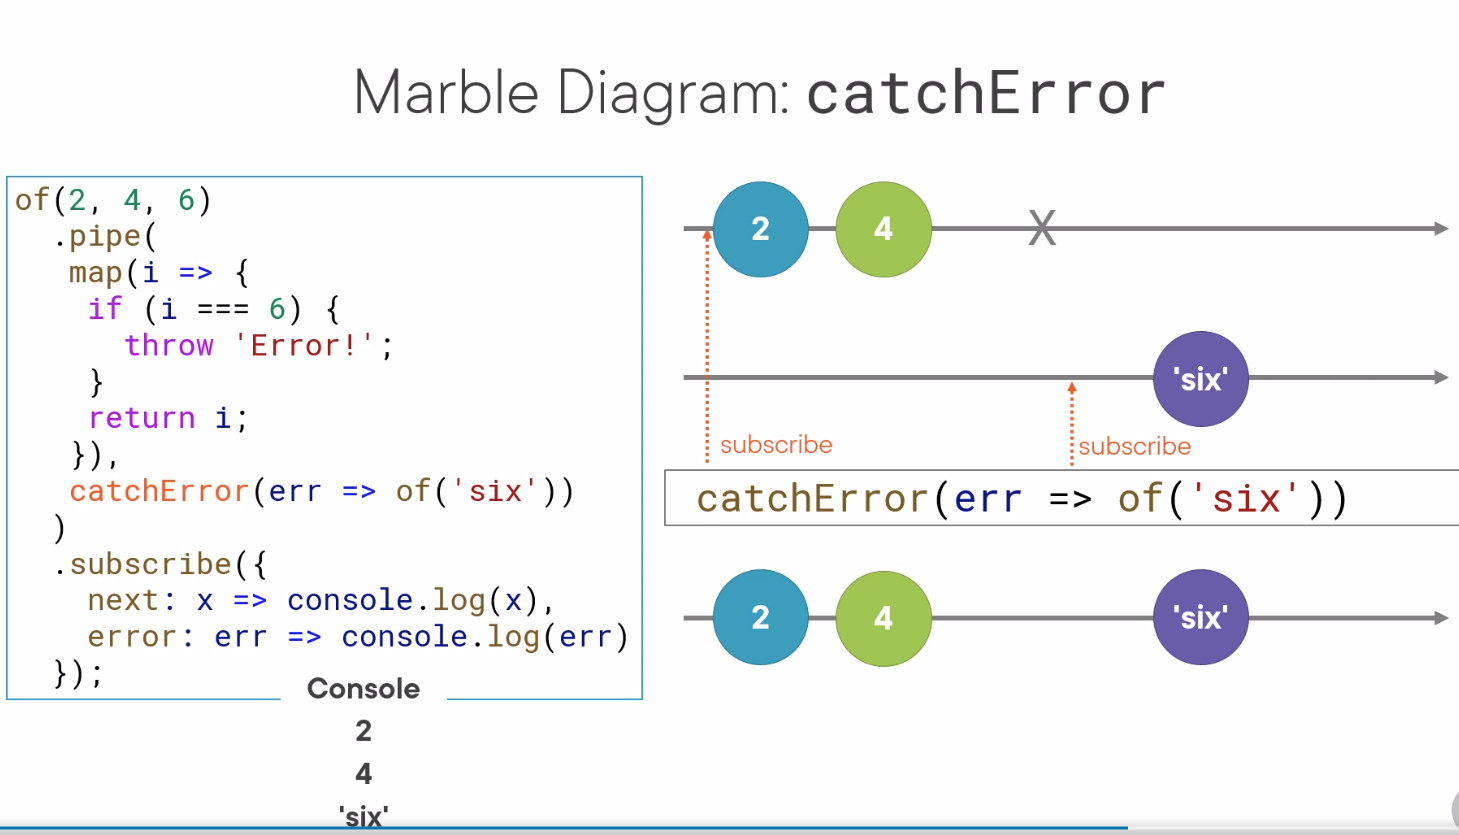 Marble Diagram: catchError
of(2, 4, 6)
.pipe(
map(i => {
if (i === 6) {
throw 'Error!';
}
return i;
}),
catchError(err => of('six'))
)
.subscribe({
next: x => console.log(x),
error: err => console.log(err)
});
Console
2
4
'six'
2 4 X
'six'
subscribe subscribe
catchError(err => of('six'))
2 4 'six'